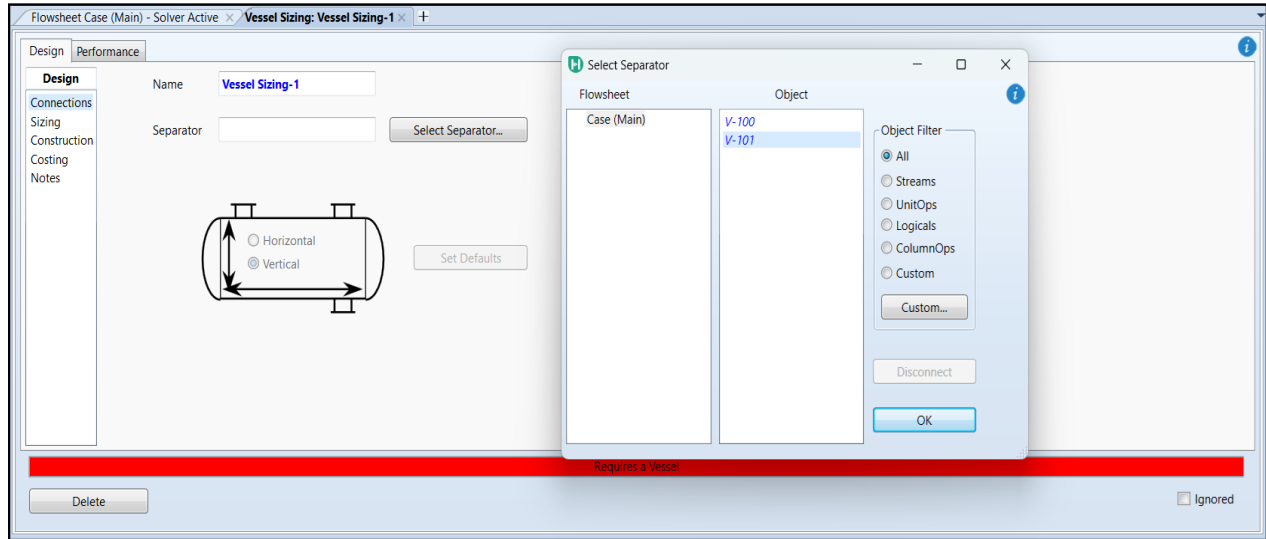 Flowsheet Case (Main) - Solver Active
Vessel Sizing: Vessel Sizing-1
Design
Performance
Design
Connections
Sizing
Construction
Costing
Notes
Name
Vessel Sizing-1
Separator
Select Separator...
Horizontal
Vertical
Set Defaults
Select Separator
Flowsheet
Object
Case (Main)
V-100
V-101
Object Filter
All
Streams
UnitOps
Logicals
ColumnOps
Custom
Custom...
Disconnect
OK
Requires a Vessel
Delete
Ignored